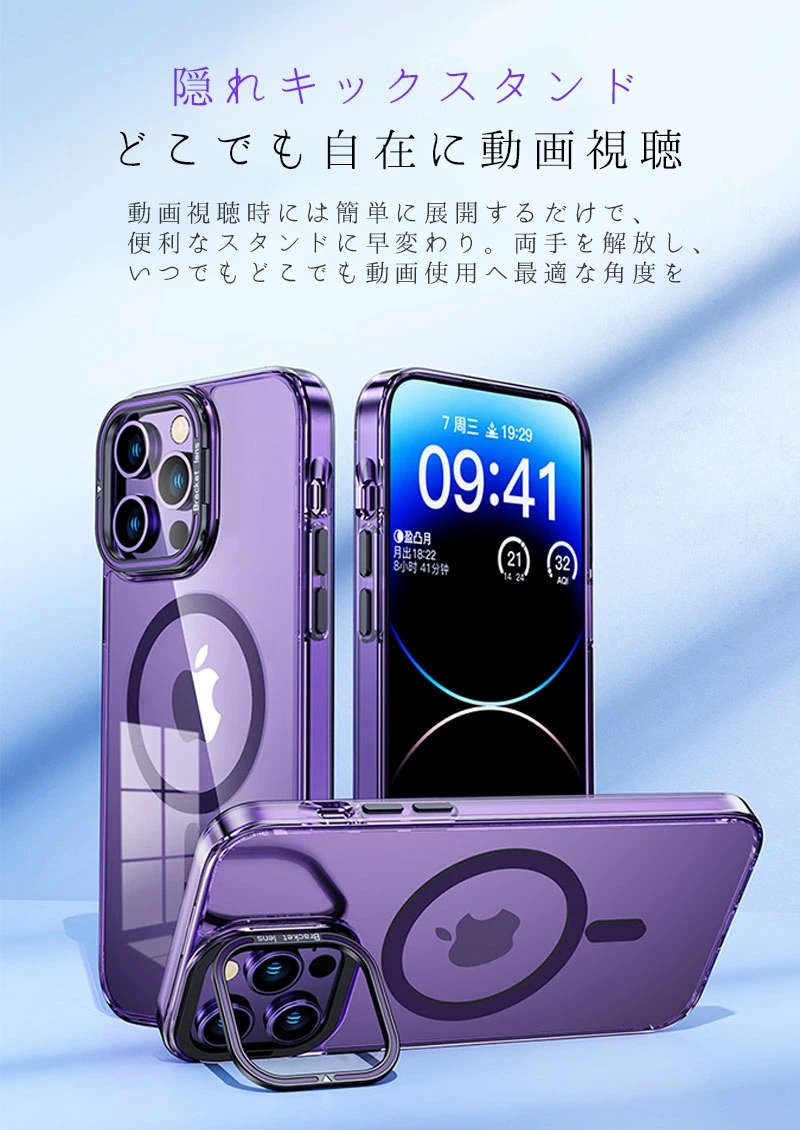 隠れキックスタンド
どこでも自在に動画視聴
動画視聴時には簡単に展開するだけで、
便利なスタンドに早変わり。両手を解放し、
いつでもどこでも動画使用へ最適な角度を
Bracket lens
7 周三 19:29
09:41
盈凸月
月出18:22
8小时 41分钟
21
14 24
32
AQI
Bracket lens